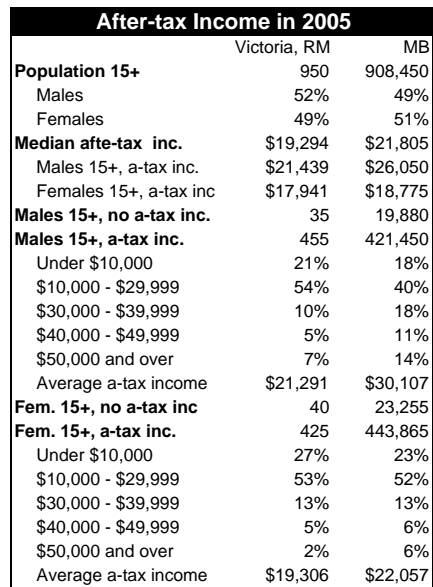 After-tax Income in 2005
Victoria, RM MB
Population 15+ 950 908,450
Males 52% 49%
Females 49% 51%
Median afte-tax inc. $19,294 $21,805
Males 15+, a-tax inc. $21,439 $26,050
Females 15+, a-tax inc $17,941 $18,775
Males 15+, no a-tax inc. 35 19,880
Males 15+, a-tax inc. 455 421,450
Under $10,000 21% 18%
$10,000 - $29,999 54% 40%
$30,000 - $39,999 10% 18%
$40,000 - $49,999 5% 11%
$50,000 and over 7% 14%
Average a-tax income $21,291 $30,107
Fem. 15+, no a-tax inc 40 23,255
Fem. 15+, a-tax inc. 425 443,865
Under $10,000 27% 23%
$10,000 - $29,999 53% 52%
$30,000 - $39,999 13% 13%
$40,000 - $49,999 5% 6%
$50,000 and over 2% 6%
Average a-tax income $19,306 $22,057